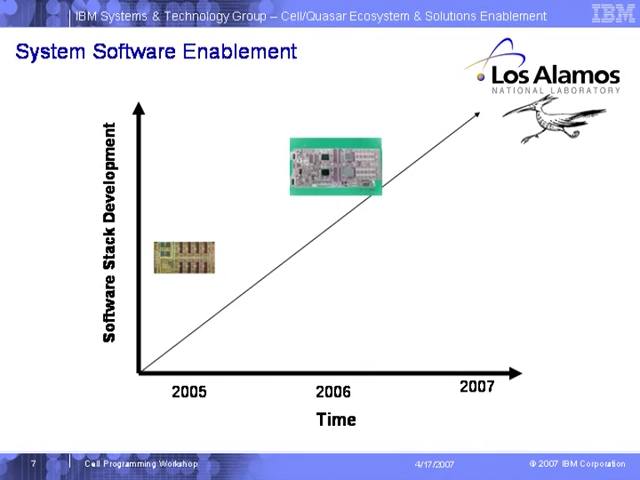 IBM Systems & Technology Group – Cell/Quasar Ecosystem & Solutions Enablement
IBM
System Software Enablement
Los Alamos
NATIONAL LABORATORY
Software Stack Development
2005
2006
2007
Time
7
Cell Programming Workshop
4/17/2007
© 2007 IBM Corporation